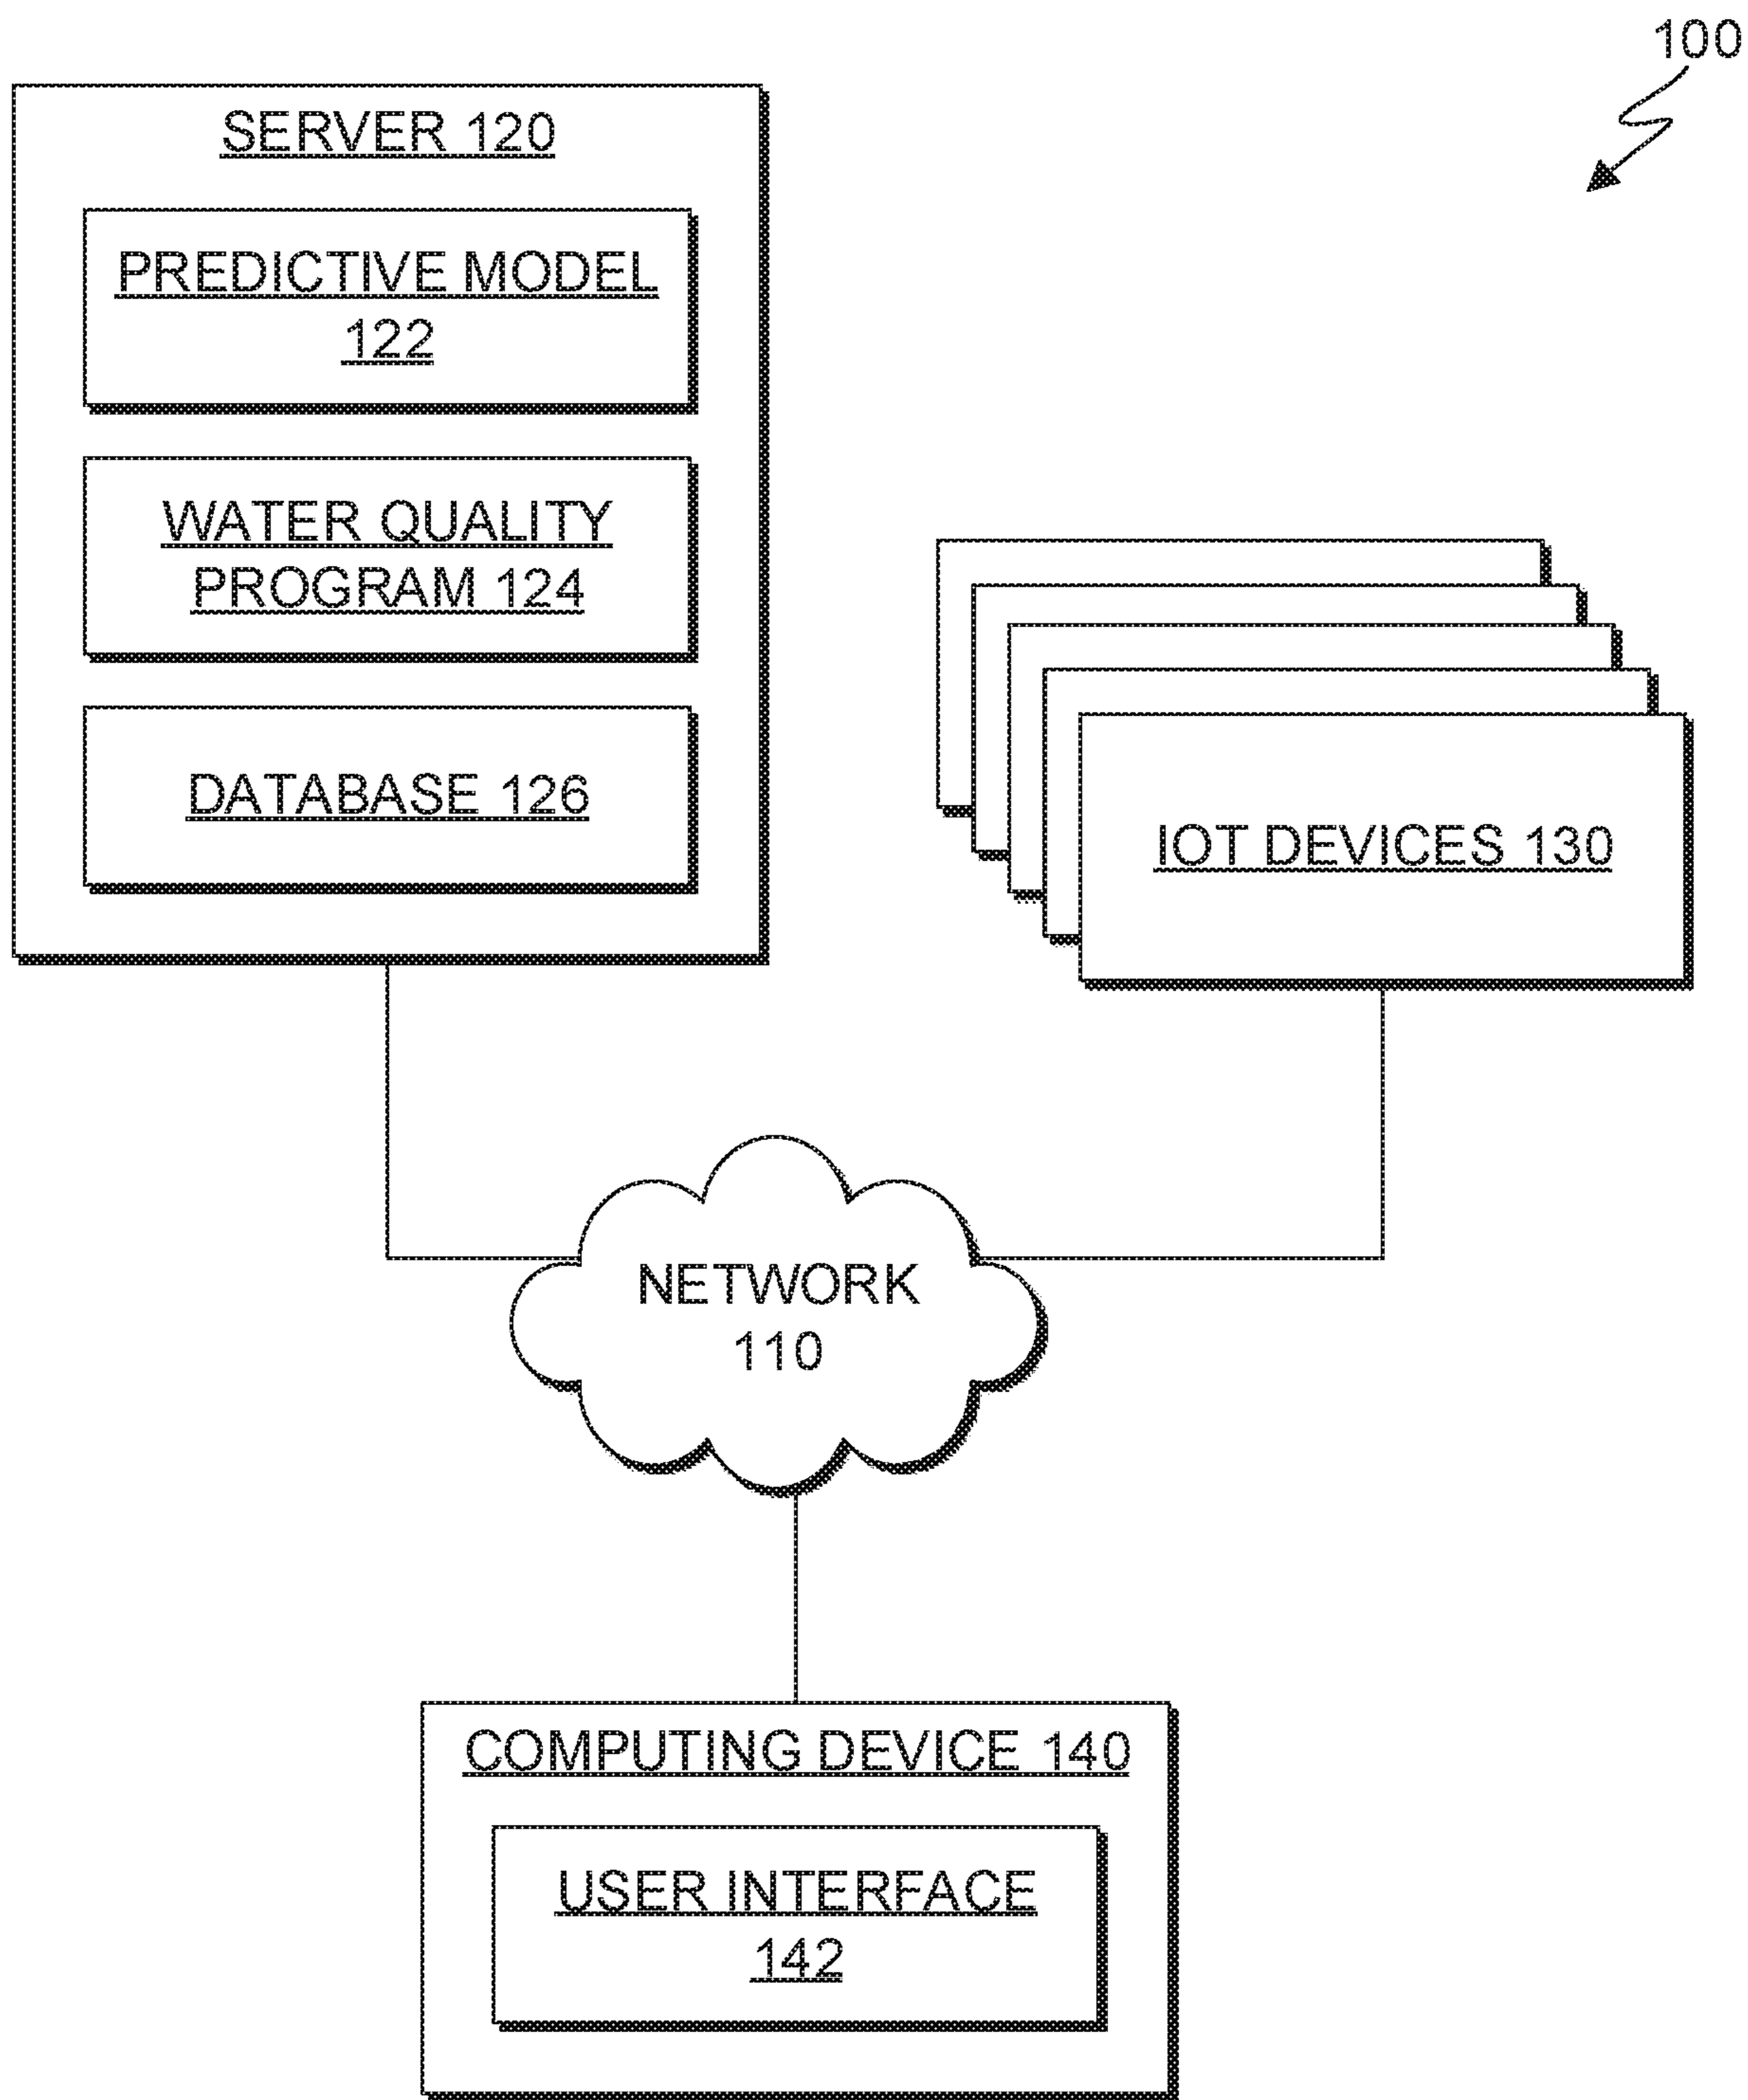 100
SERVER 120
PREDICTIVE MODEL
122
WATER QUALITY
PROGRAM 124
DATABASE 126
IOT DEVICES 130
NETWORK
110
COMPUTING DEVICE 140
USER INTERFACE
142